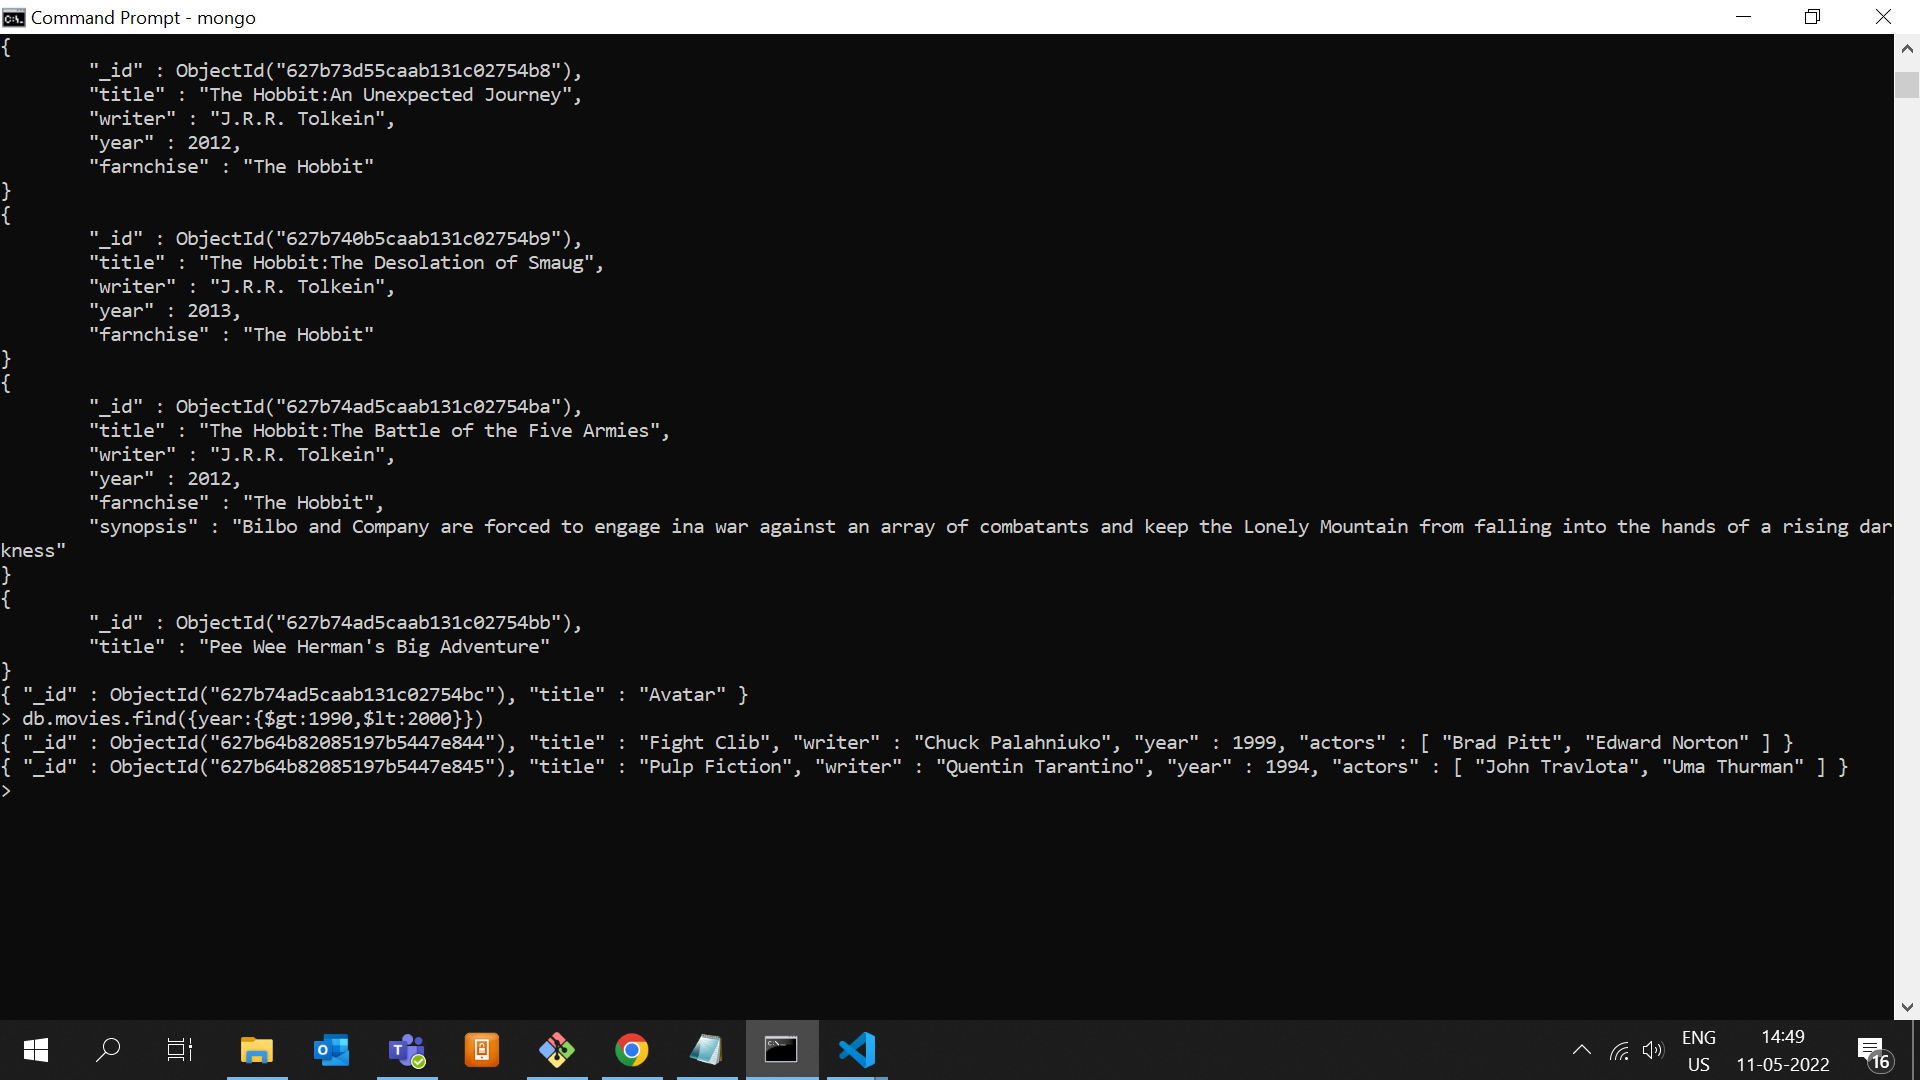 Command Prompt - mongo
{
"_id" : ObjectId("627b73d55caab131c02754b8"),
"title" : "The Hobbit:An Unexpected Journey",
"writer" : "J.R.R. Tolkein",
"year" : 2012,
"farnchise" : "The Hobbit"
}
{
"_id" : ObjectId("627b740b5caab131c02754b9"),
"title" : "The Hobbit:The Desolation of Smaug",
"writer" : "J.R.R. Tolkein",
"year" : 2013,
"farnchise" : "The Hobbit"
}
{
"_id" : ObjectId("627b74ad5caab131c02754ba"),
"title" : "The Hobbit:The Battle of the Five Armies",
"writer" : "J.R.R. Tolkein",
"year" : 2012,
"farnchise" : "The Hobbit",
"synopsis" : "Bilbo and Company are forced to engage ina war against an array of combatants and keep the Lonely Mountain from falling into the hands of a rising dar
kness"
}
{
"_id" : ObjectId("627b74ad5caab131c02754bb"),
"title" : "Pee Wee Herman's Big Adventure"
}
{ "_id" : ObjectId("627b74ad5caab131c02754bc"), "title" : "Avatar" }
> db.movies.find({year:{$gt:1990,$lt:2000}})
{ "_id" : ObjectId("627b64b82085197b5447e844"), "title" : "Fight Clib", "writer" : "Chuck Palahniuko", "year" : 1999, "actors" : [ "Brad Pitt", "Edward Norton" ] }
{ "_id" : ObjectId("627b64b82085197b5447e845"), "title" : "Pulp Fiction", "writer" : "Quentin Tarantino", "year" : 1994, "actors" : [ "John Travlota", "Uma Thurman" ] }
>
ENG
US
14:49
11-05-2022
16